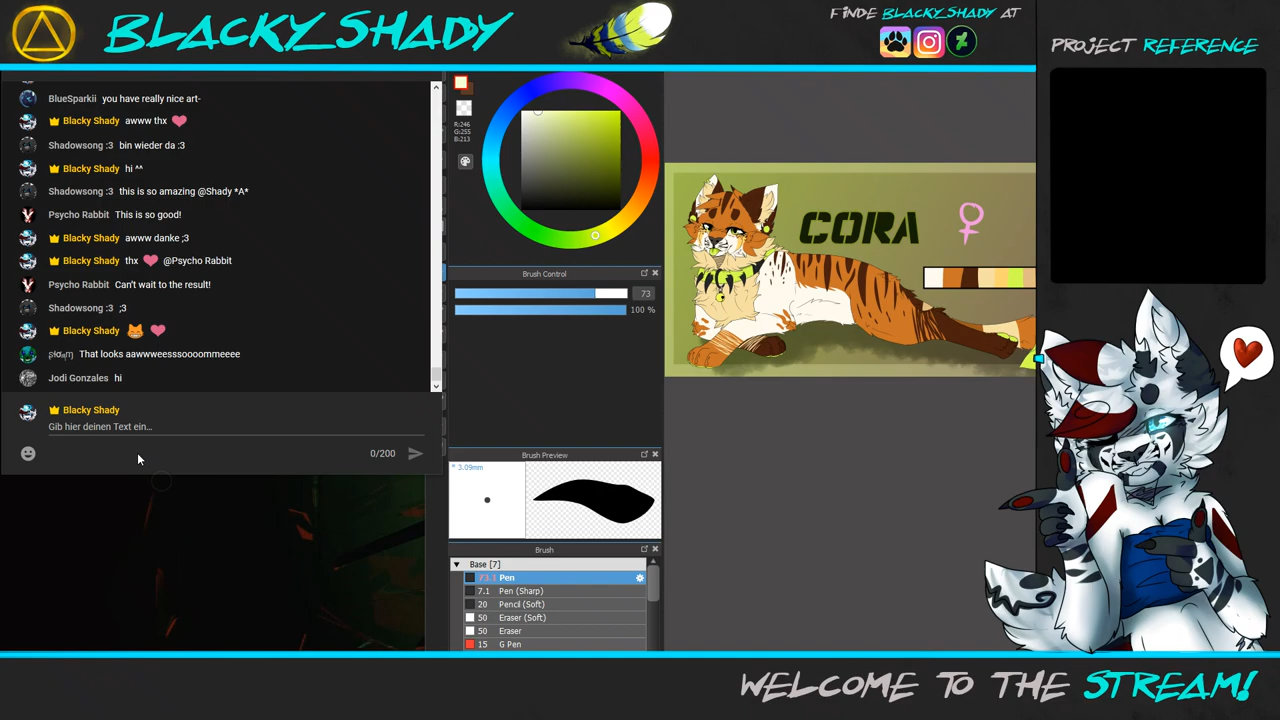 BLACKY_SHADY
FINDE BLACKY_SHADY AT
PROJECT REFERENCE
BlueSparkii you have really nice art-
Blacky Shady awww thx
Shadowsong :3 bin wieder da :3
Blacky Shady hi ^^
Shadowsong :3 this is so amazing @Shady *A*
Psycho Rabbit This is so good!
Blacky Shady awww danke ;3
Blacky Shady thx @Psycho Rabbit
Psycho Rabbit Can't wait to the result!
Shadowsong :3 ;3
Blacky Shady
That looks aawwweesssoooommeeee
Jodi Gonzales hi
Blacky Shady
Gib hier deinen Text ein...
0/200
R:246
G:255
B:213
Brush Control
73
100 %
Brush Preview
* 3.09mm
Brush
Base [7]
73.1 Pen
7.1 Pen (Sharp)
20 Pencil (Soft)
50 Eraser (Soft)
50 Eraser
15 G Pen
CORA
WELCOME TO THE STREAM!